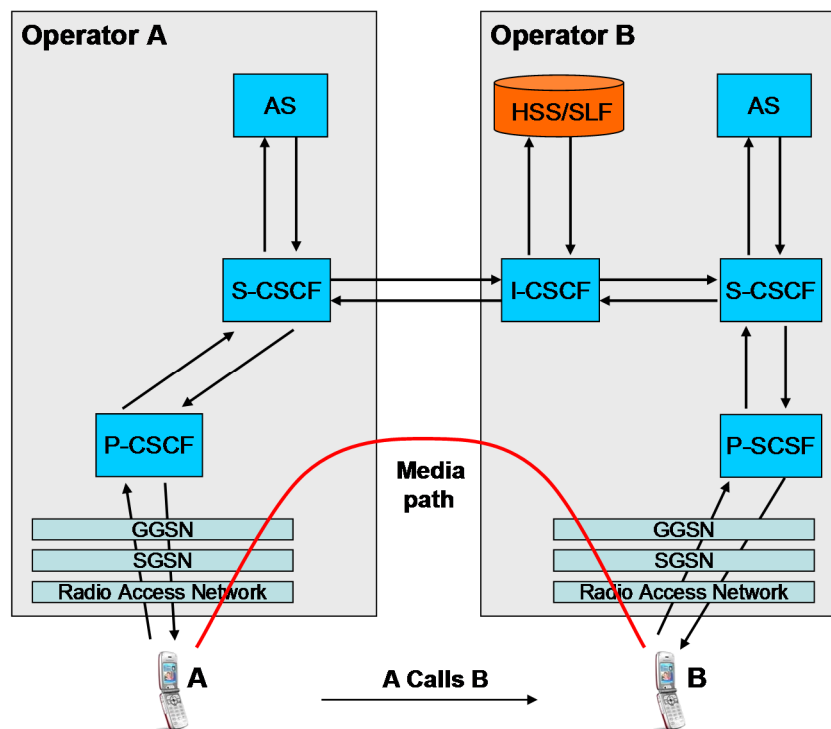 Operator A
Operator B
AS
HSS/SLF
AS
S-CSCF
I-CSCF
S-CSCF
P-CSCF
P-SCSF
Media
path
GGSN
GGSN
SGSN
SGSN
Radio Access Network
Radio Access Network
A
B
A Calls B